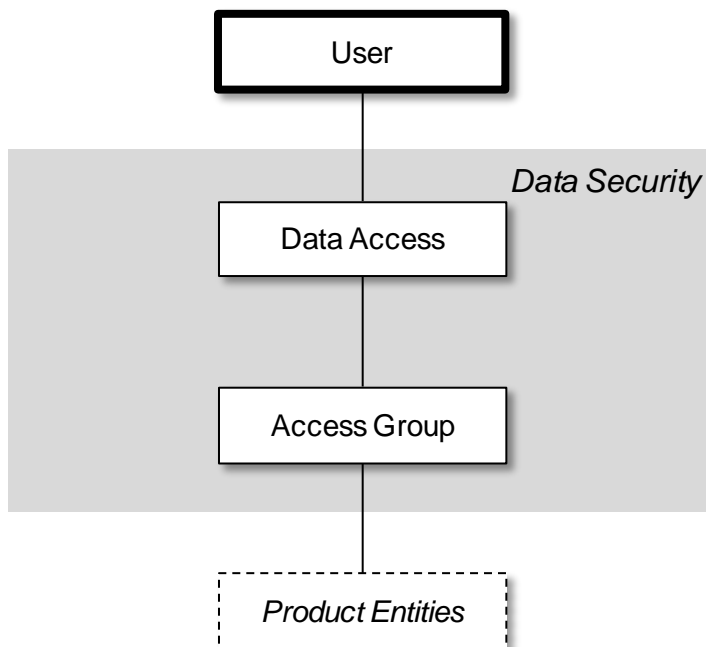 User
Data Security
Data Access
Access Group
Product Entities